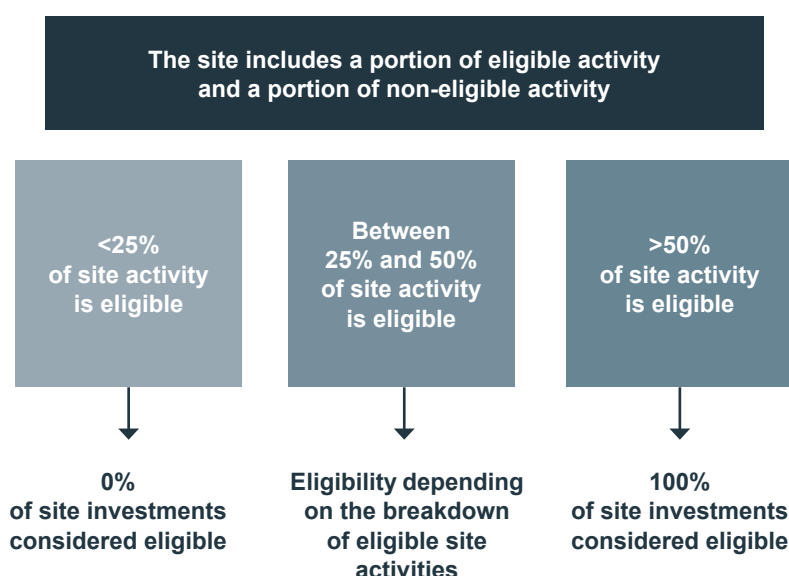 The site includes a portion of eligible activity
and a portion of non-eligible activity
<25%
of site activity
is eligible
Between
25% and 50%
of site activity
is eligible
>50%
of site activity
is eligible
0%
of site investments
considered eligible
Eligibility depending
on the breakdown
of eligible site
activities
100%
of site investments
considered eligible